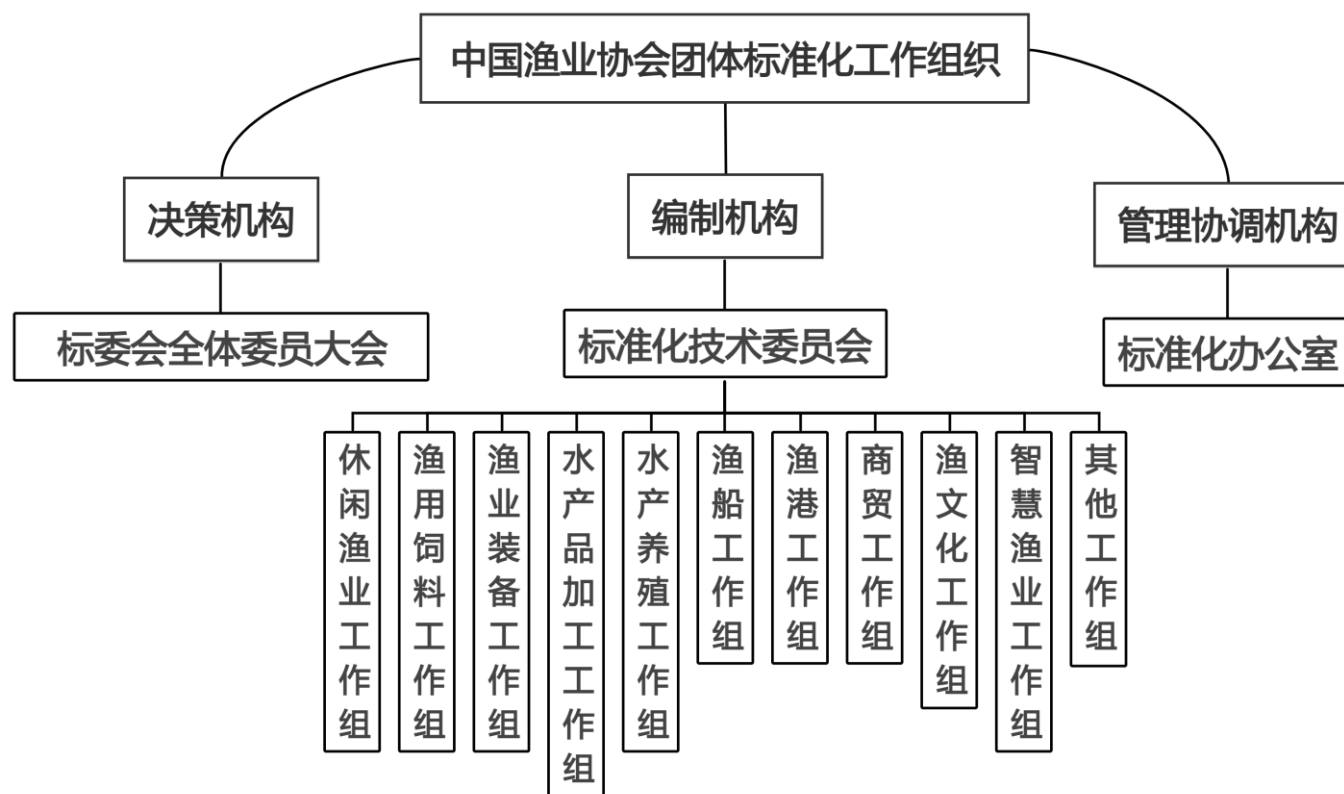 中国渔业协会团体标准化工作组织
决策机构
编制机构
管理协调机构
标委会全体委员大会
标准化技术委员会
标准化办公室
休闲渔业工作组
渔用饲料工作组
渔业装备工作组
水产品加工工作组
水产养殖工作组
渔船工作组
渔港工作组
商贸工作组
渔文化工作组
智慧渔业工作组
其他工作组